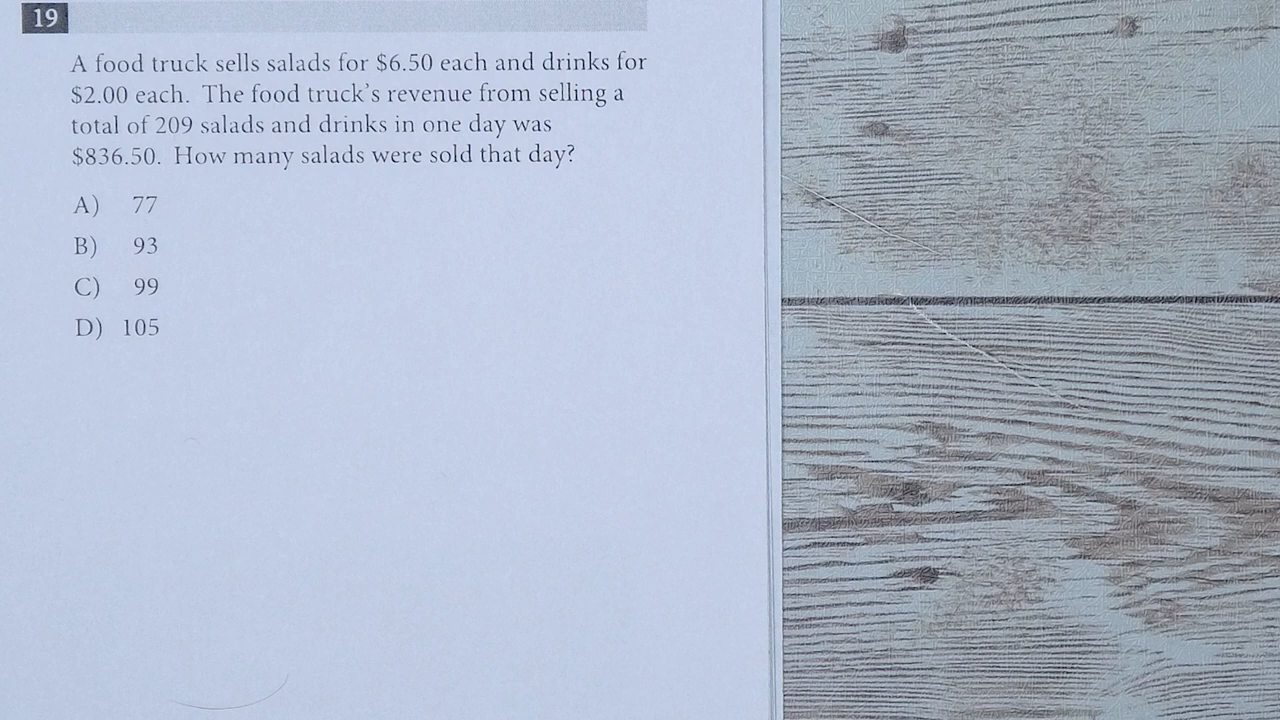 19
A food truck sells salads for $6.50 each and drinks for
$2.00 each. The food truck's revenue from selling a
total of 209 salads and drinks in one day was
$836.50. How many salads were sold that day?
A) 77
B) 93
C) 99
D) 105